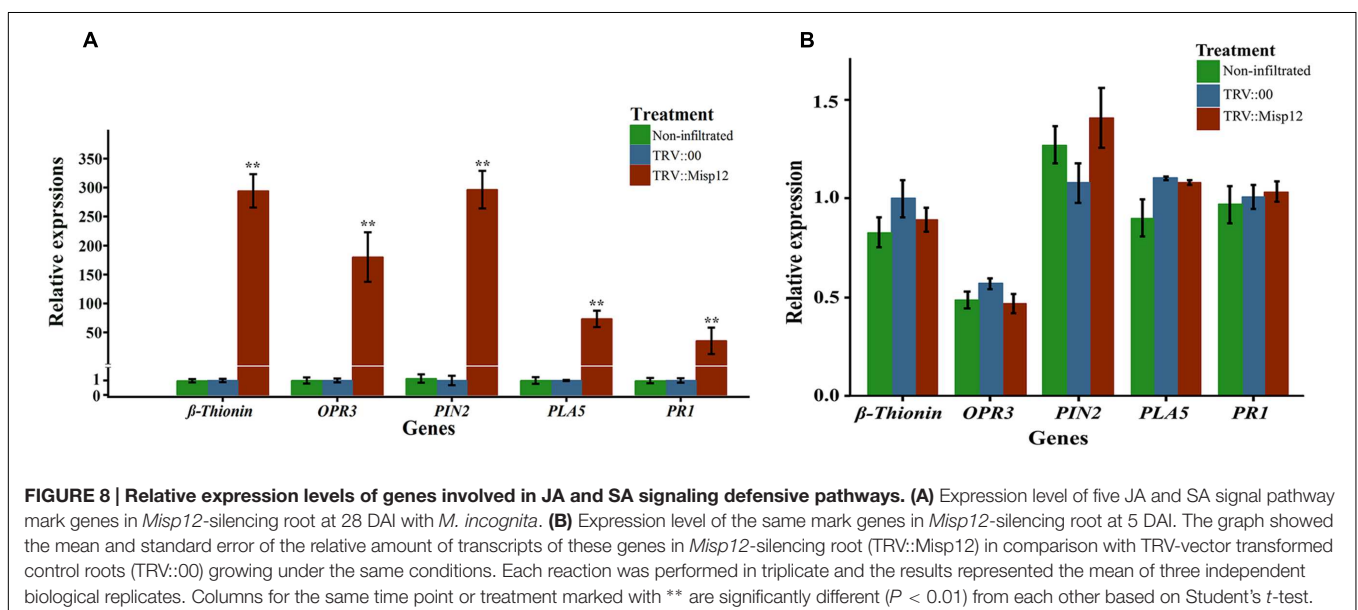 A
Treatment
Non-infiltrated
TRV::00
TRV::Misp12
Relative exprssions
350
300
250
200
150
100
50
1
0
** ** ** ** **
β-Thionin OPR3 PIN2 PLA5 PR1
Genes
B
Treatment
Non-infiltrated
TRV::00
TRV::Misp12
Relative expression
1.5
1.0
0.5
0.0
β-Thionin OPR3 PIN2 PLA5 PR1
Genes
FIGURE 8 | Relative expression levels of genes involved in JA and SA signaling defensive pathways. (A) Expression level of five JA and SA signal pathway
mark genes in Misp12-silencing root at 28 DAI with M. incognita. (B) Expression level of the same mark genes in Misp12-silencing root at 5 DAI. The graph showed
the mean and standard error of the relative amount of transcripts of these genes in Misp12-silencing root (TRV::Misp12) in comparison with TRV-vector transformed
control roots (TRV::00) growing under the same conditions. Each reaction was performed in triplicate and the results represented the mean of three independent
biological replicates. Columns for the same time point or treatment marked with ** are significantly different (P < 0.01) from each other based on Student's t-test.